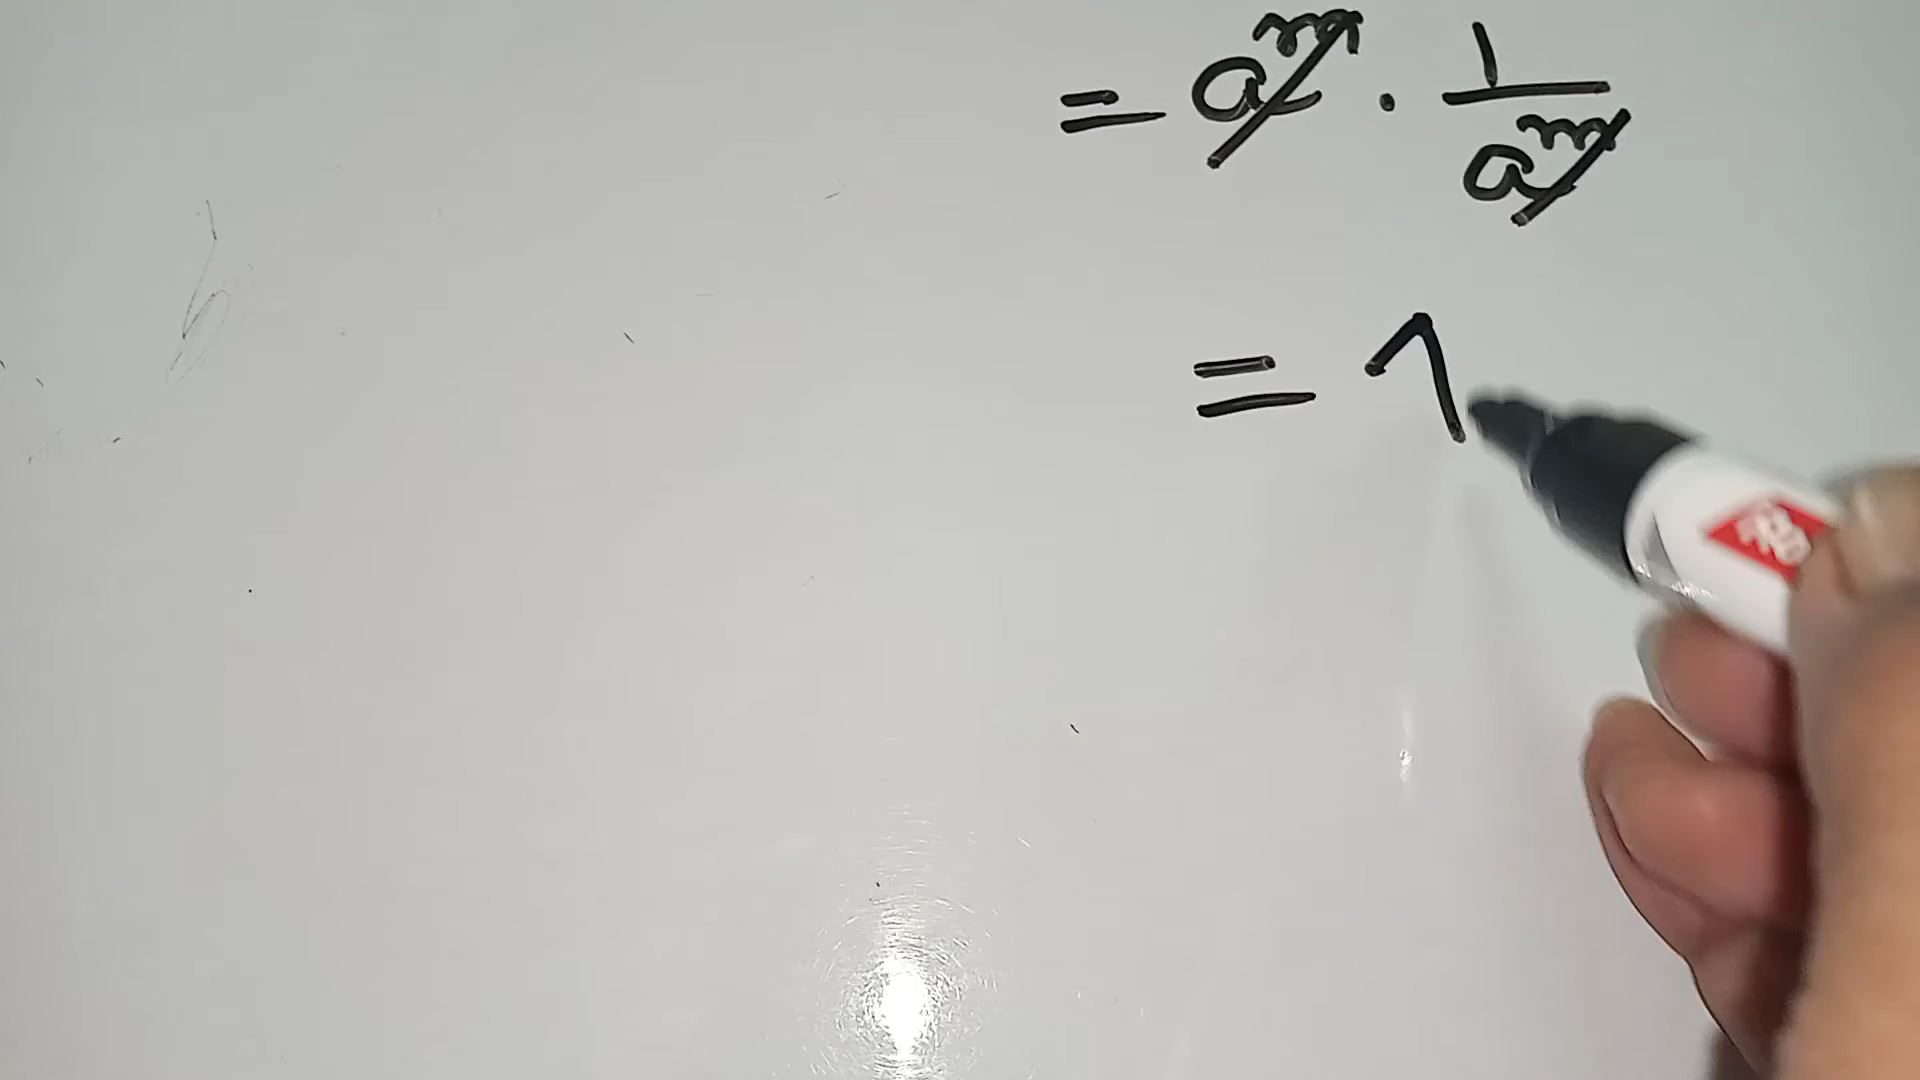 = a^m · 1/a^m
= 1